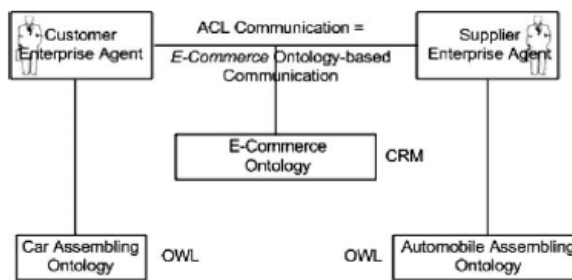 Customer
Enterprise Agent
ACL Communication =
E-Commerce Ontology-based
Communication
Supplier
Enterprise Agent
E-Commerce
Ontology
CRM
Car Assembling
Ontology
OWL
OWL
Automobile Assembling
Ontology